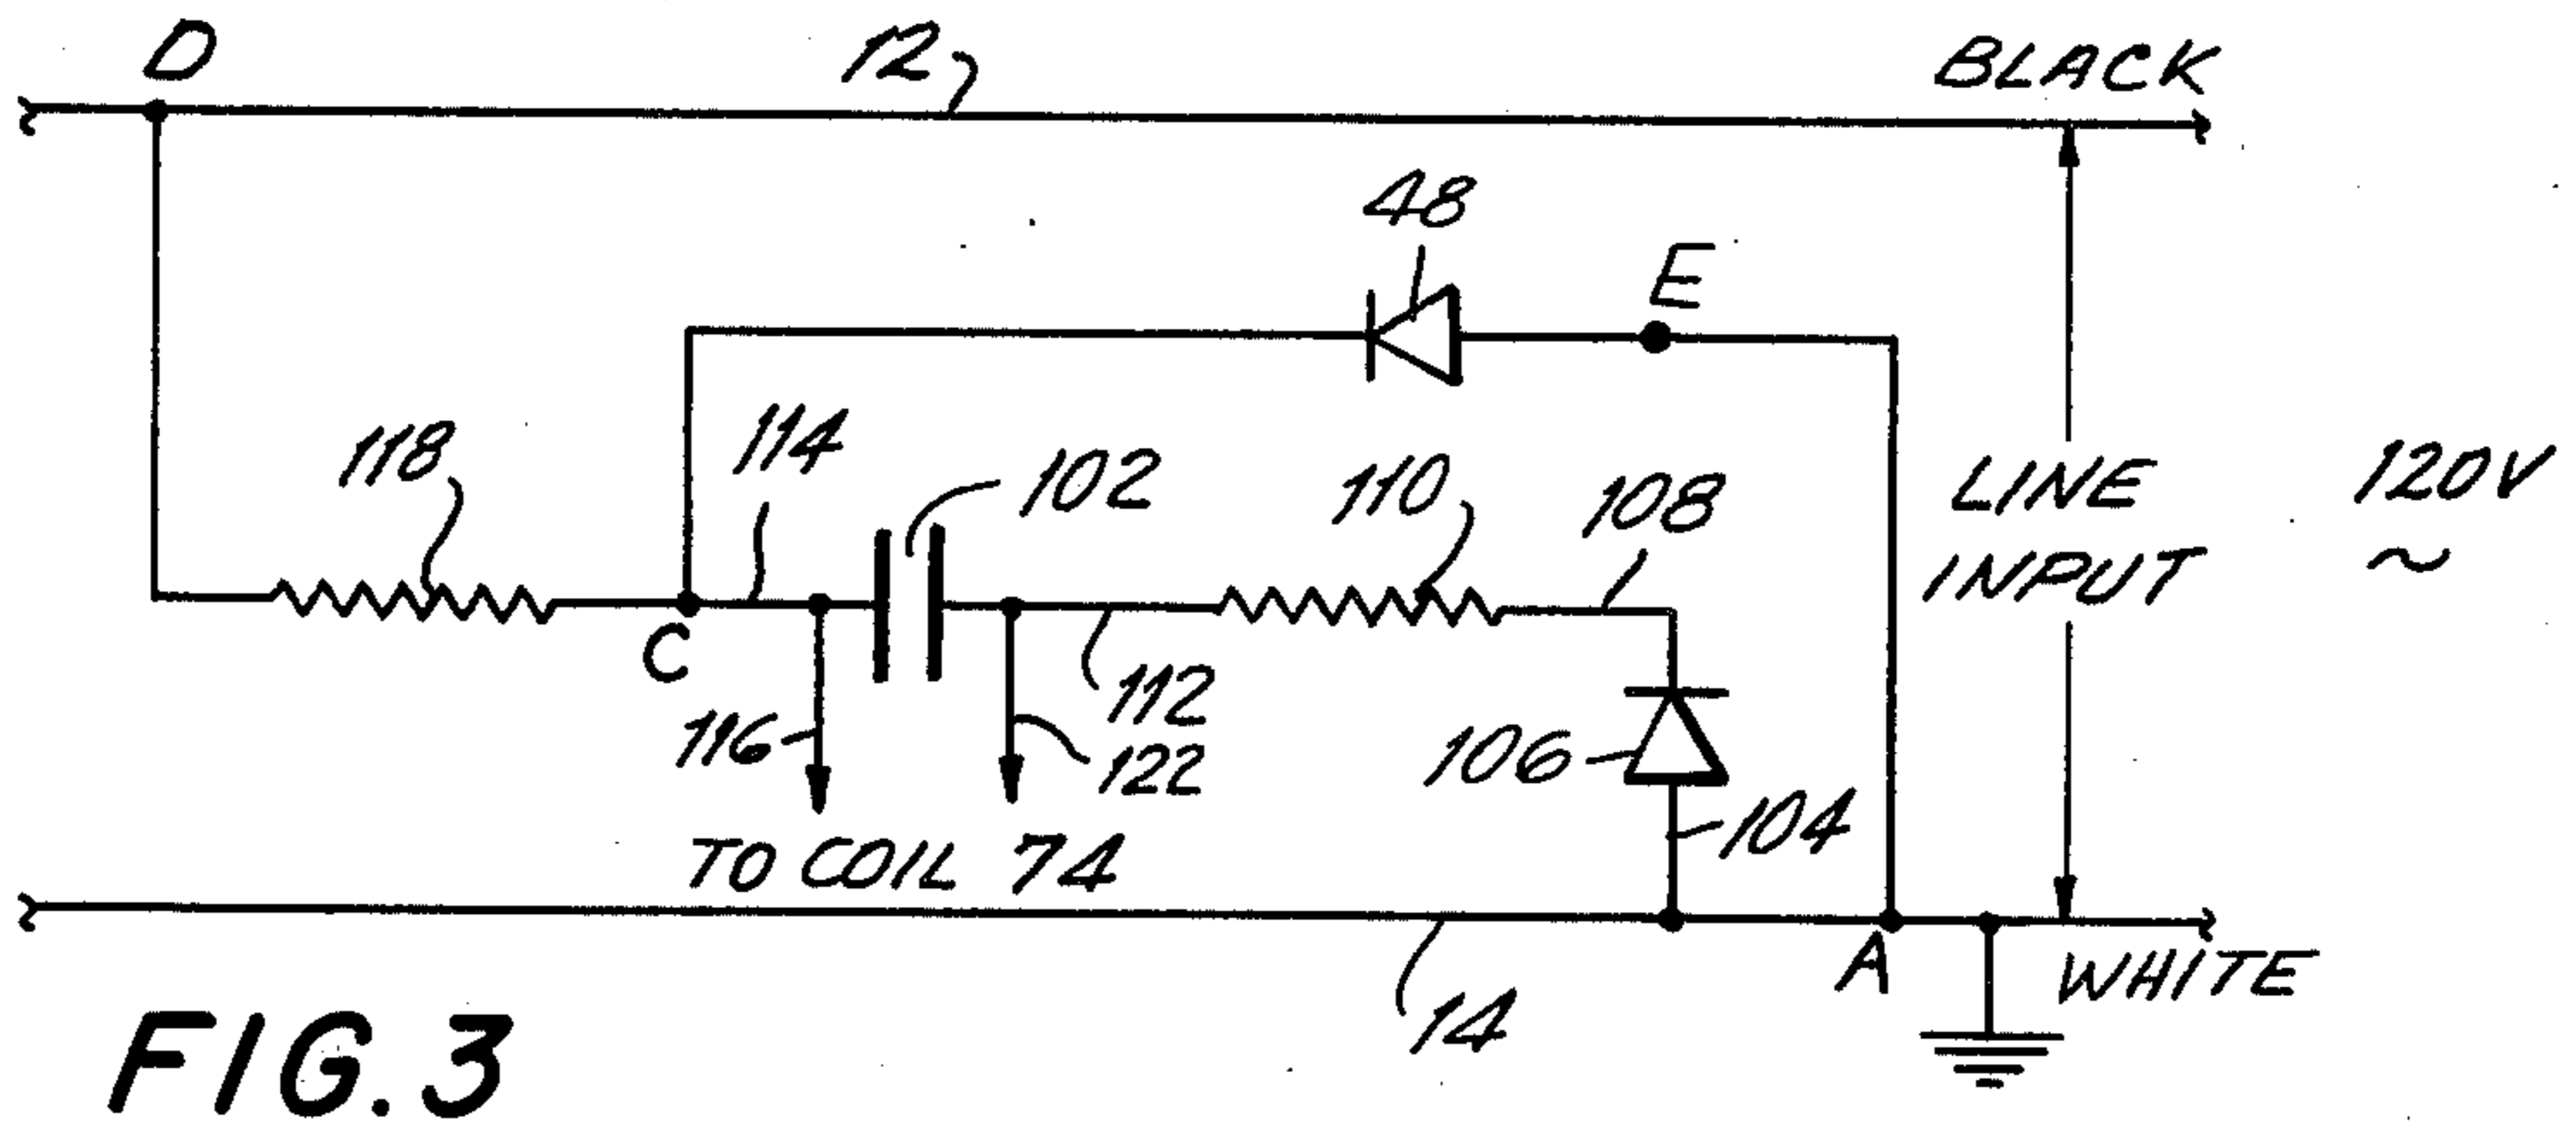 D
12
BLACK
48
E
118
114
102
110
108
LINE
INPUT
120V
~
C
112
116
122
106
104
TO COIL 74
A
14
WHITE
FIG. 3